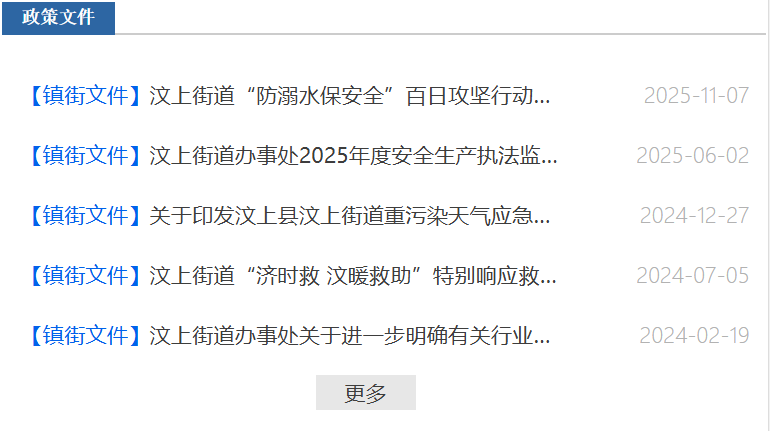 政策文件
【镇街文件】汶上街道“防溺水保安全”百日攻坚行动... 2025-11-07
【镇街文件】汶上街道办事处2025年度安全生产执法监... 2025-06-02
【镇街文件】关于印发汶上县汶上街道重污染天气应急... 2024-12-27
【镇街文件】汶上街道“济时救 汶暖救助”特别响应救... 2024-07-05
【镇街文件】汶上街道办事处关于进一步明确有关行业... 2024-02-19
更多